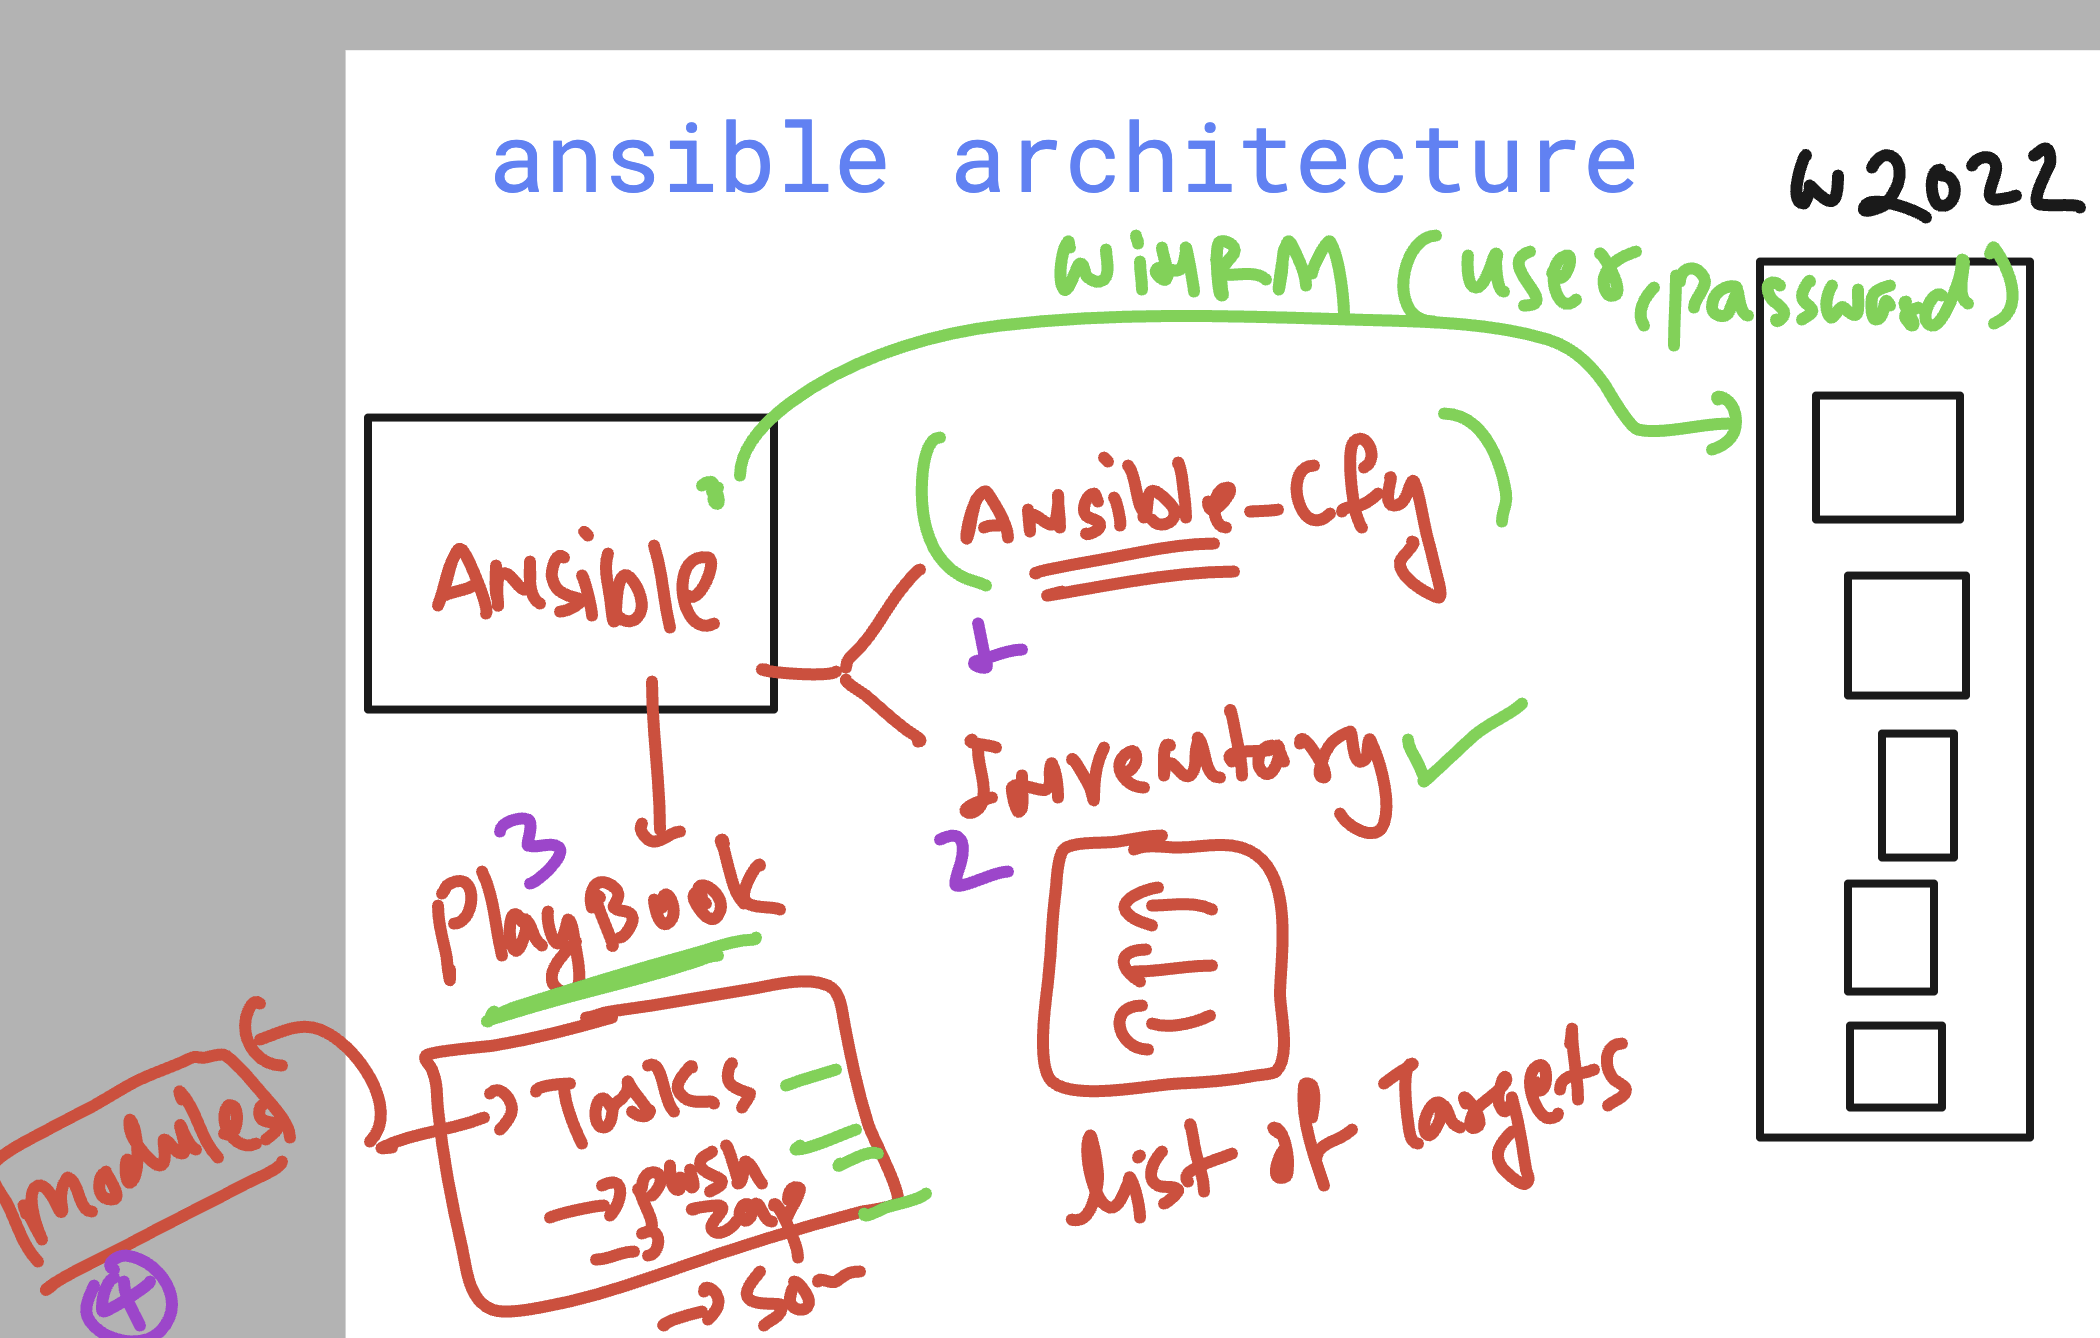 ansible architecture
W2022
WinRM (user, password)
Ansible
Ansible-Cfg
1
Inventory
2
List of Targets
3
PlayBook
Tasks
push
zap
Modules
4